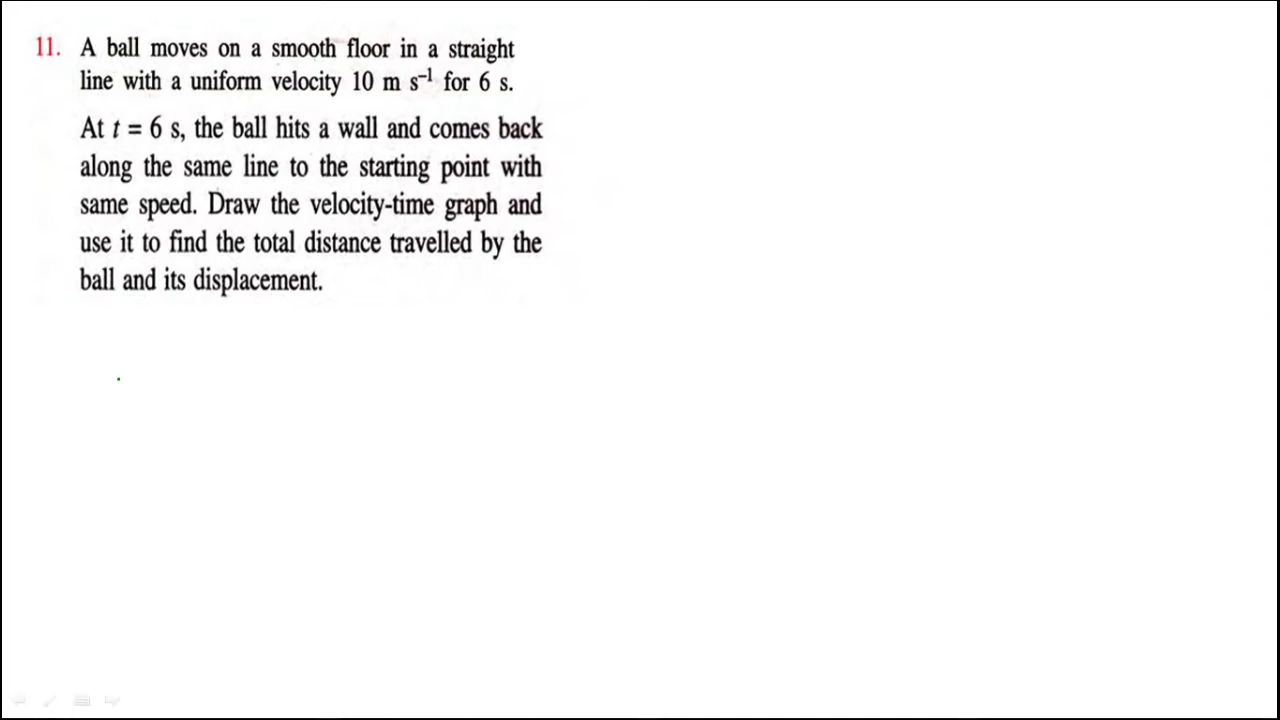 11. A ball moves on a smooth floor in a straight
line with a uniform velocity 10 m s⁻¹ for 6 s.
At t = 6 s, the ball hits a wall and comes back
along the same line to the starting point with
same speed. Draw the velocity-time graph and
use it to find the total distance travelled by the
ball and its displacement.